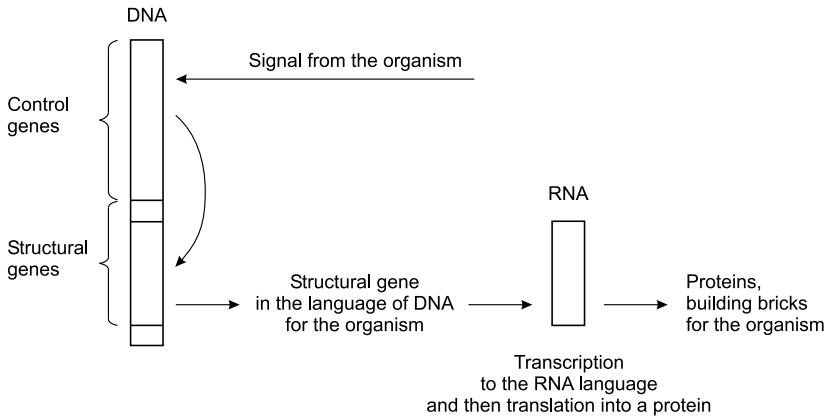 DNA
Signal from the organism
Control
genes
RNA
Structural
genes
Structural gene
in the language of DNA
for the organism
Proteins,
building bricks
for the organism
Transcription
to the RNA language
and then translation into a protein